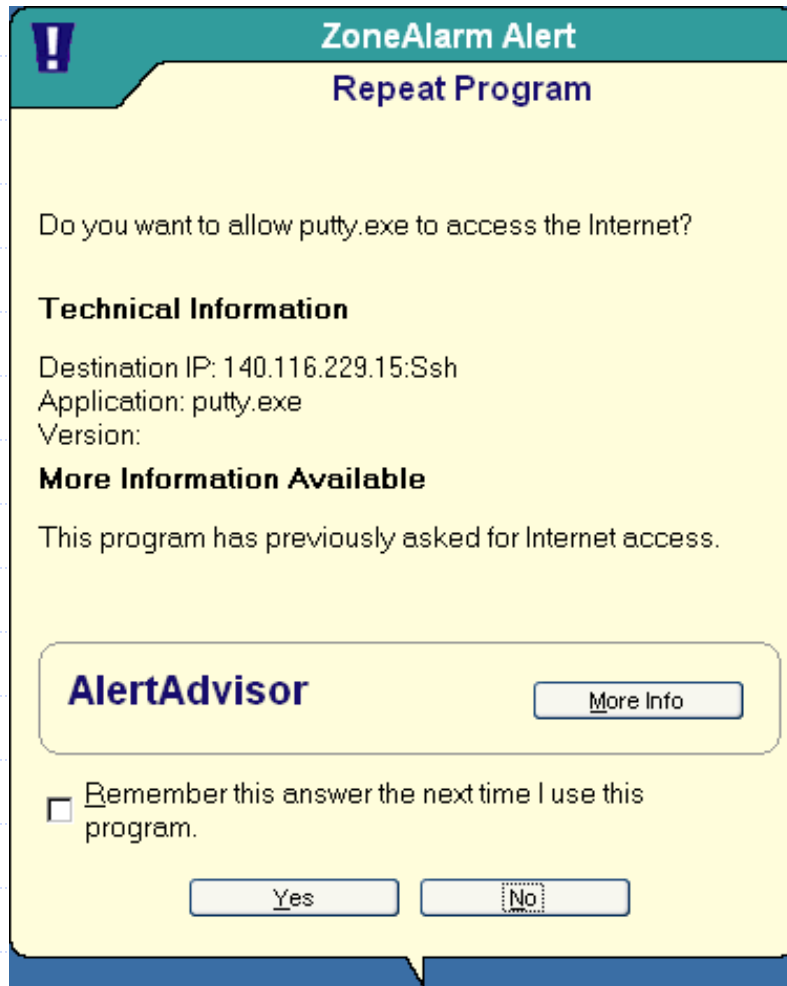 ZoneAlarm Alert
Repeat Program
Do you want to allow putty.exe to access the Internet?
Technical Information
Destination IP: 140.116.229.15:Ssh
Application: putty.exe
Version:
More Information Available
This program has previously asked for Internet access.
AlertAdvisor
More Info
Remember this answer the next time I use this
program.
Yes
No